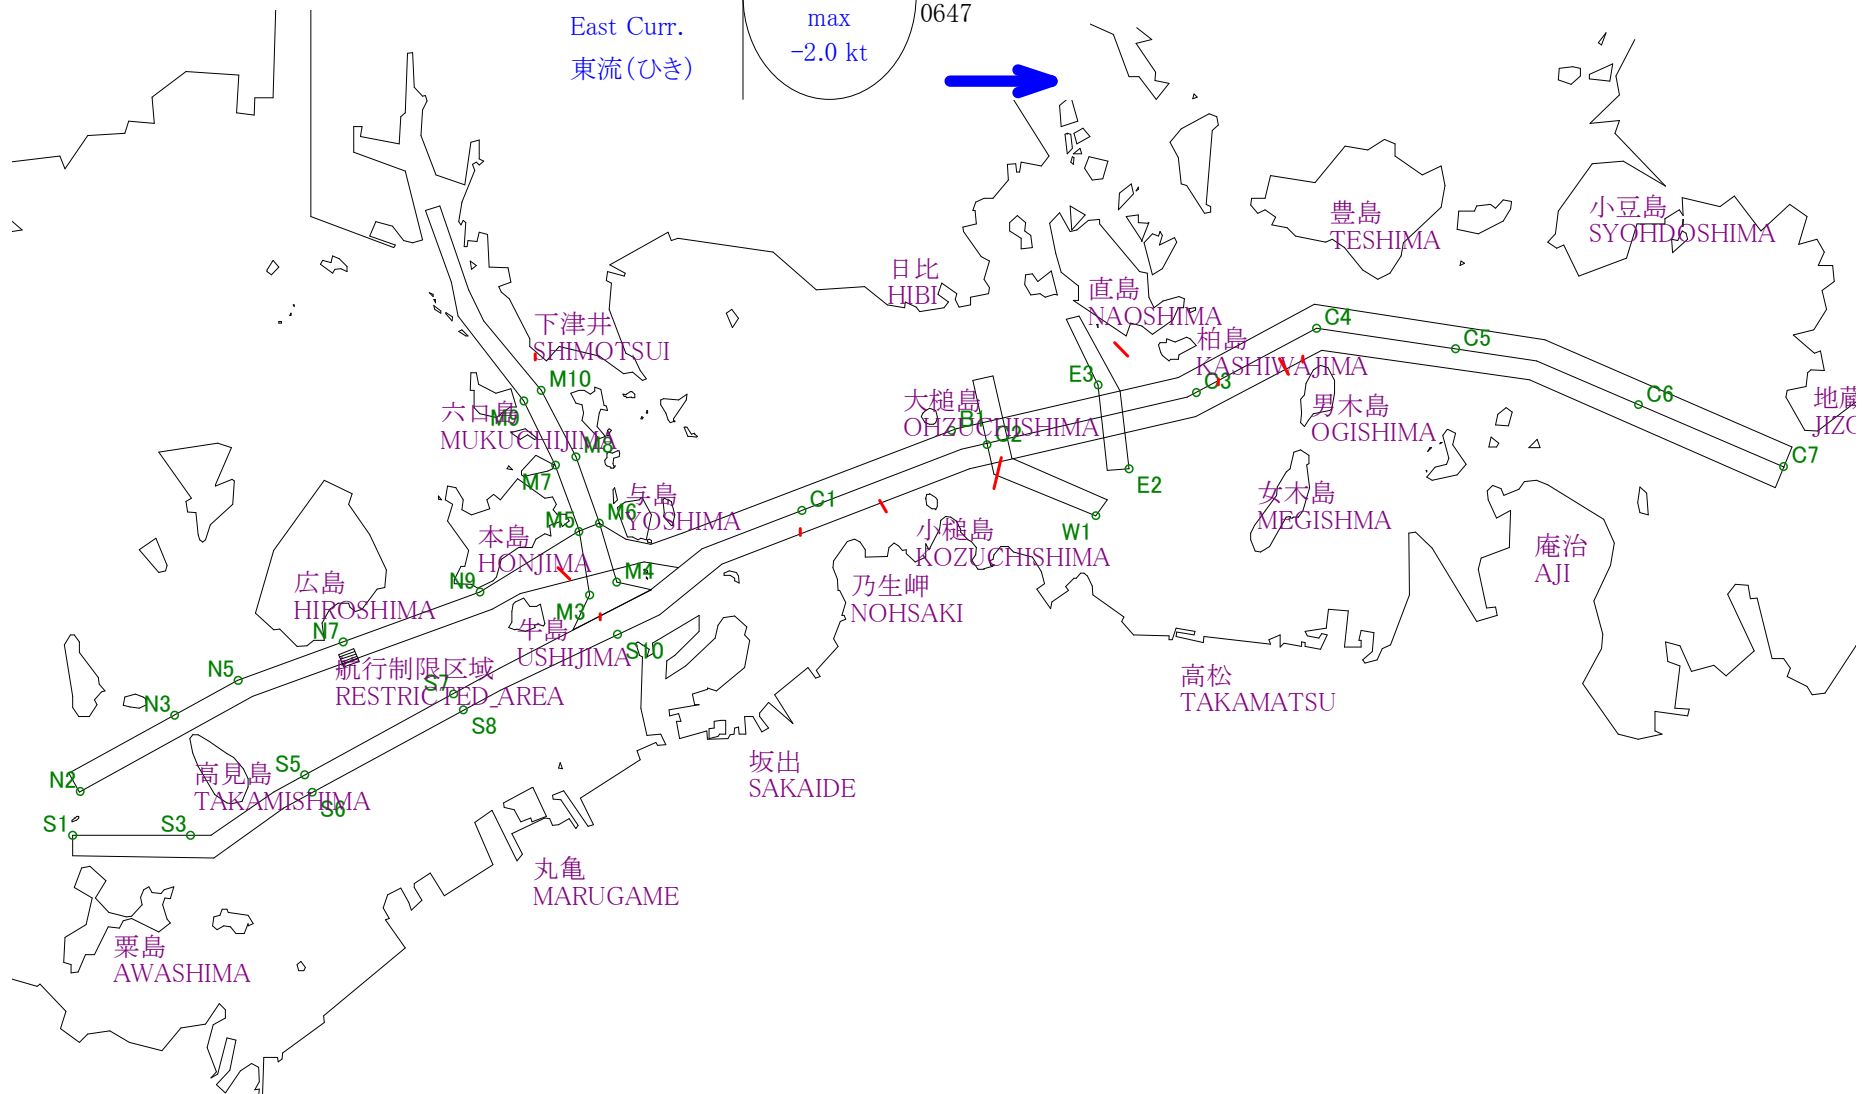 East Curr.
東流(ひき)
max
-2.0 kt
0647
豊島
TESHIMA
小豆島
SYOHDOSHIMA
日比
HIBI
直島
NAOSHIMA
下津井
SHIMOTSUI
柏島
KASHIWAJIMA
C4
C5
M10
E3
C3
六口島
MUKUCHIJIMA
M9
大槌島
OHZUCHISHIMA
B1
C2
男木島
OGISHIMA
C6
地蔵
JIZO
M8
M7
C7
E2
与島
YOSHIMA
女木島
MEGISHMA
C1
M5
M6
W1
本島
HONJIMA
小槌島
KOZUCHISHIMA
庵治
AJI
広島
HIROSHIMA
N9
M4
M3
乃生岬
NOHSAKI
N7
牛島
USHIJIMA
S10
N5
航行制限区域
RESTRICTED_AREA
S7
高松
TAKAMATSU
N3
S8
N2
高見島
TAKAMISHIMA
S5
S6
坂出
SAKAIDE
S1
S3
丸亀
MARUGAME
粟島
AWASHIMA